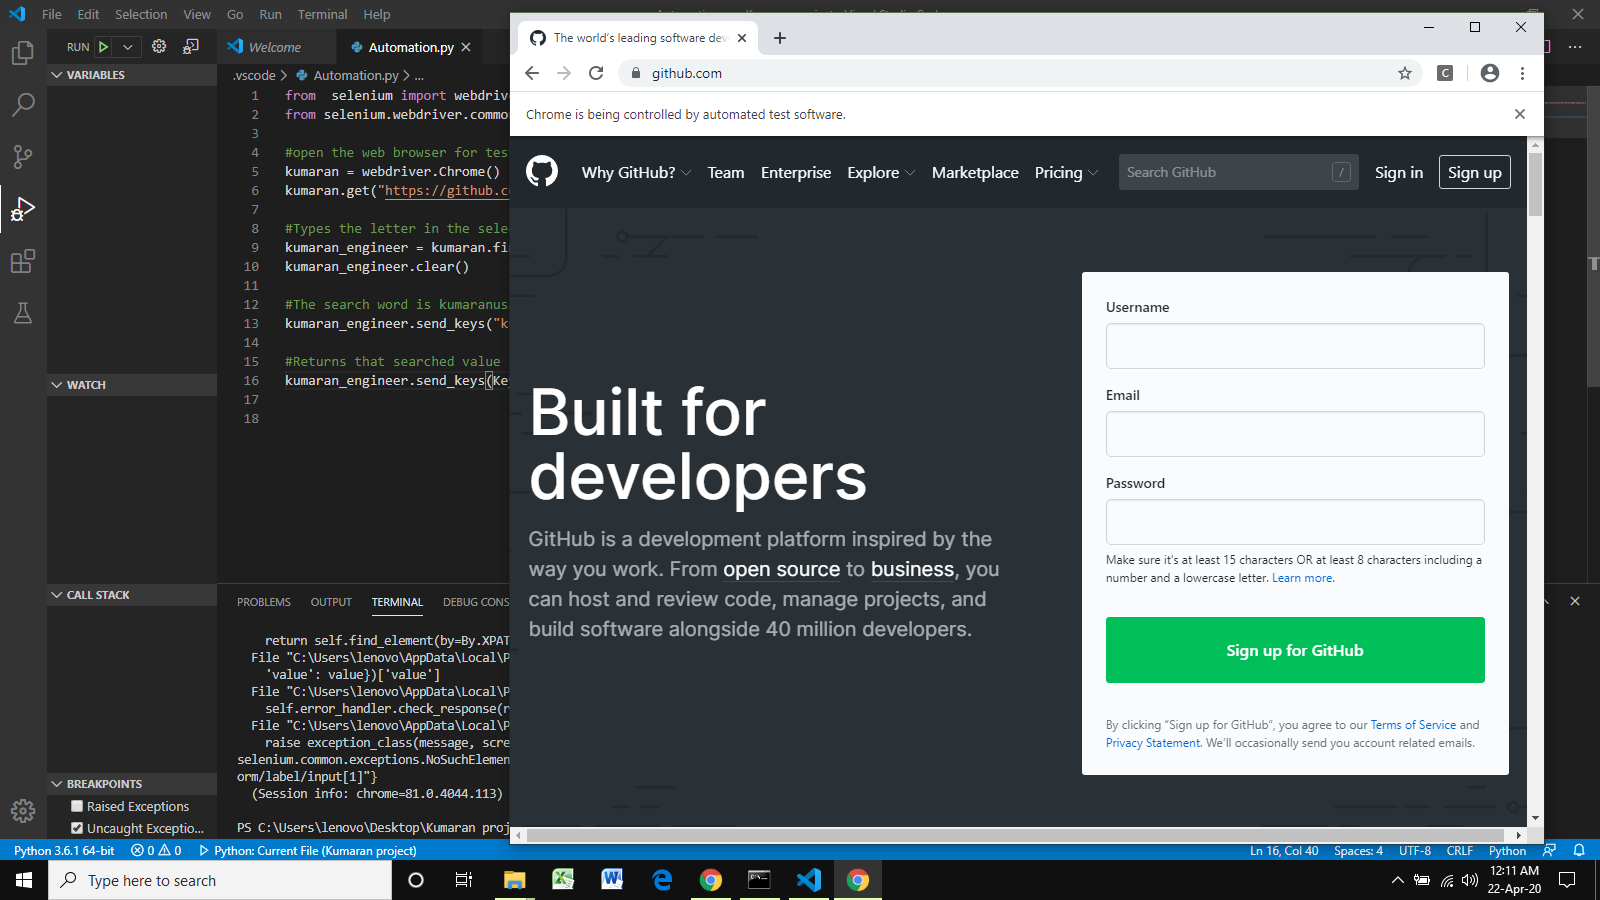 File Edit Selection View Go Run Terminal Help
RUN
VARIABLES
WATCH
CALL STACK
BREAKPOINTS
Raised Exceptions
Uncaught Exceptio...
Welcome
Automation.py
.vscode > Automation.py > ...
1 from selenium import webdriver
2 from selenium.webdriver.commo
3
4 #open the web browser for tes
5 kumaran = webdriver.Chrome()
6 kumaran.get("https://github.c
7
8 #Types the letter in the sele
9 kumaran_engineer = kumaran.fi
10 kumaran_engineer.clear()
11
12 #The search word is kumaranus
13 kumaran_engineer.send_keys("k
14
15 #Returns that searched value
16 kumaran_engineer.send_keys(Key
17
18
PROBLEMS OUTPUT TERMINAL DEBUG CONS
return self.find_element(by=By.XPAT
File "C:\Users\lenovo\AppData\Local\P
'value': value})['value']
File "C:\Users\lenovo\AppData\Local\P
self.error_handler.check_response(r
File "C:\Users\lenovo\AppData\Local\P
raise exception_class(message, scre
selenium.common.exceptions.NoSuchElemen
orm/label/input[1]"}
(Session info: chrome=81.0.4044.113)
PS C:\Users\lenovo\Desktop\Kumaran proj
The world's leading software dev
github.com
C
Chrome is being controlled by automated test software.
Why GitHub? Team Enterprise Explore Marketplace Pricing Search GitHub / Sign in Sign up
Built for
developers
GitHub is a development platform inspired by the
way you work. From open source to business, you
can host and review code, manage projects, and
build software alongside 40 million developers.
Username
Email
Password
Make sure it's at least 15 characters OR at least 8 characters including a
number and a lowercase letter. Learn more.
Sign up for GitHub
By clicking "Sign up for GitHub", you agree to our Terms of Service and
Privacy Statement. We'll occasionally send you account related emails.
Python 3.6.1 64-bit 0 0 Python: Current File (Kumaran project) Ln 16, Col 40 Spaces: 4 UTF-8 CRLF Python
Type here to search
12:11 AM
22-Apr-20